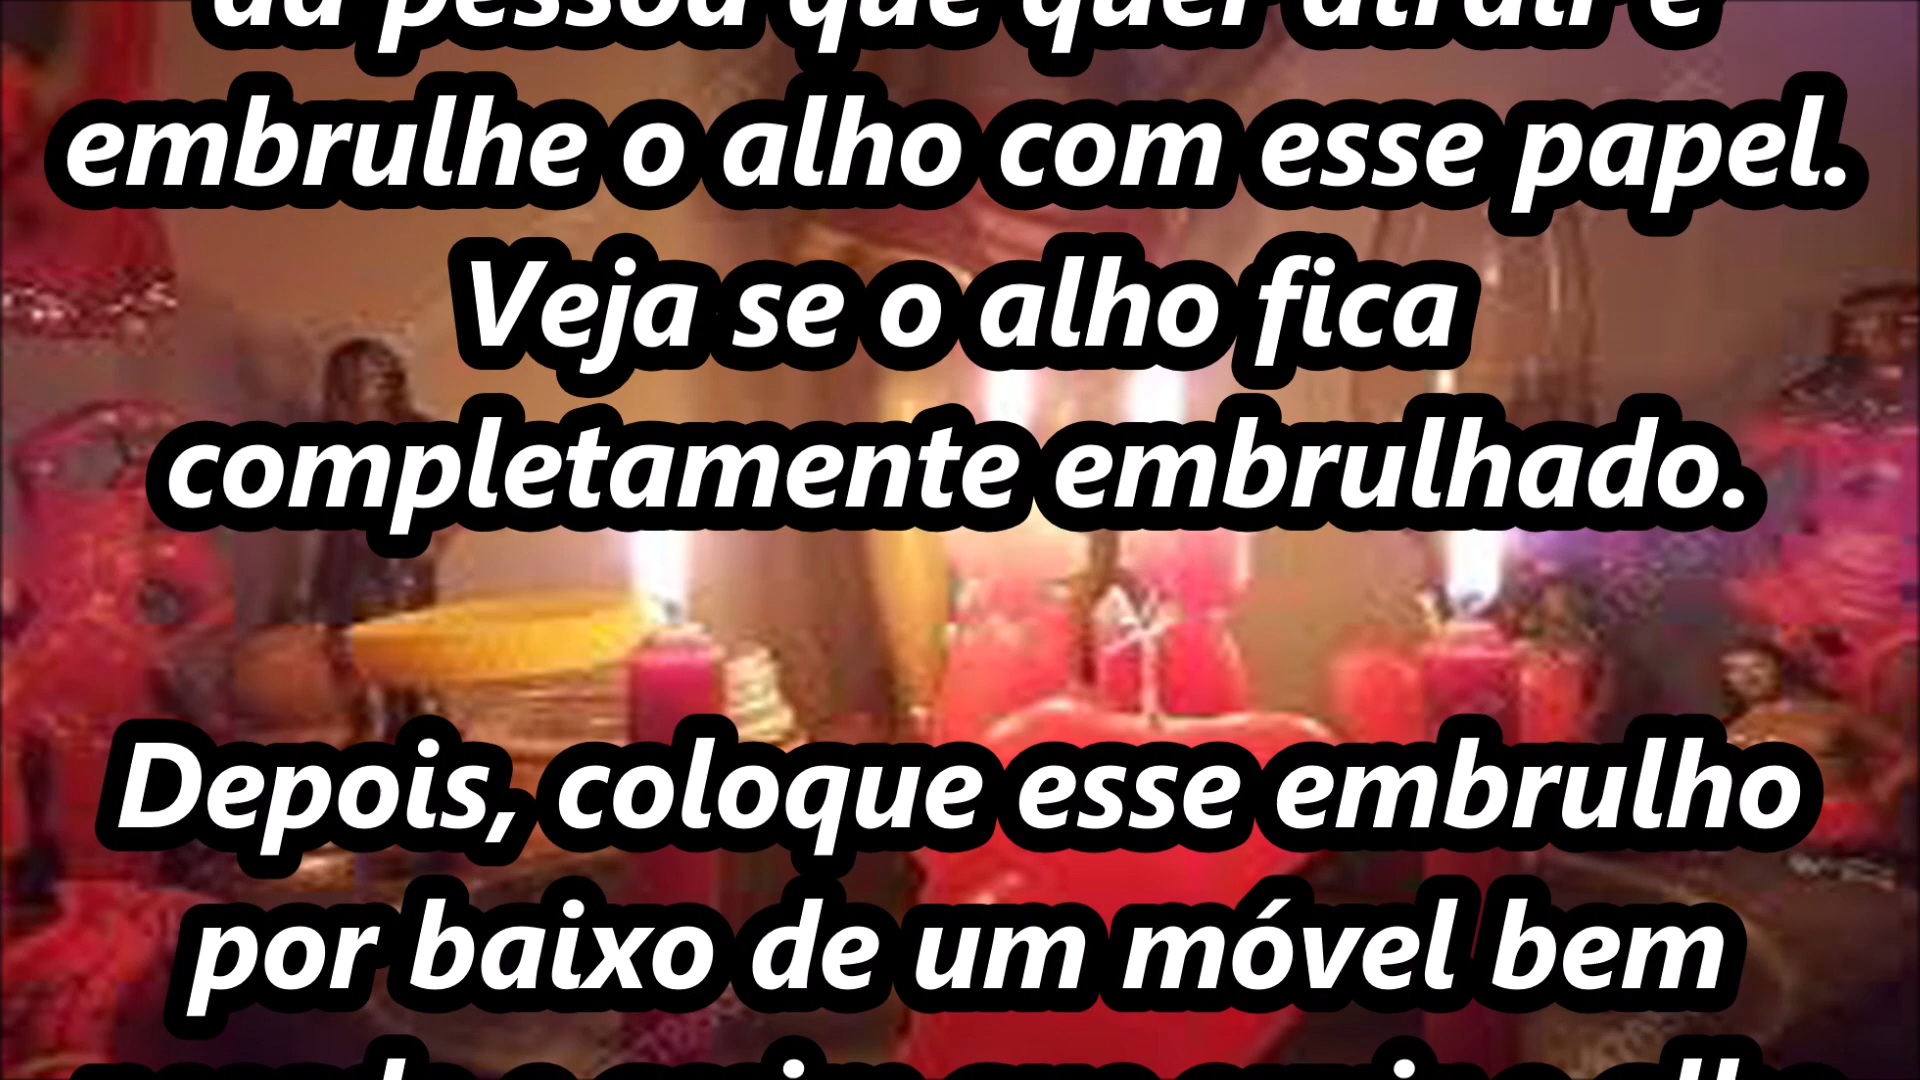 da pessoa que quer atrair e
embrulhe o alho com esse papel.
Veja se o alho fica
completamente embrulhado.
Depois, coloque esse embrulho
por baixo de um móvel bem